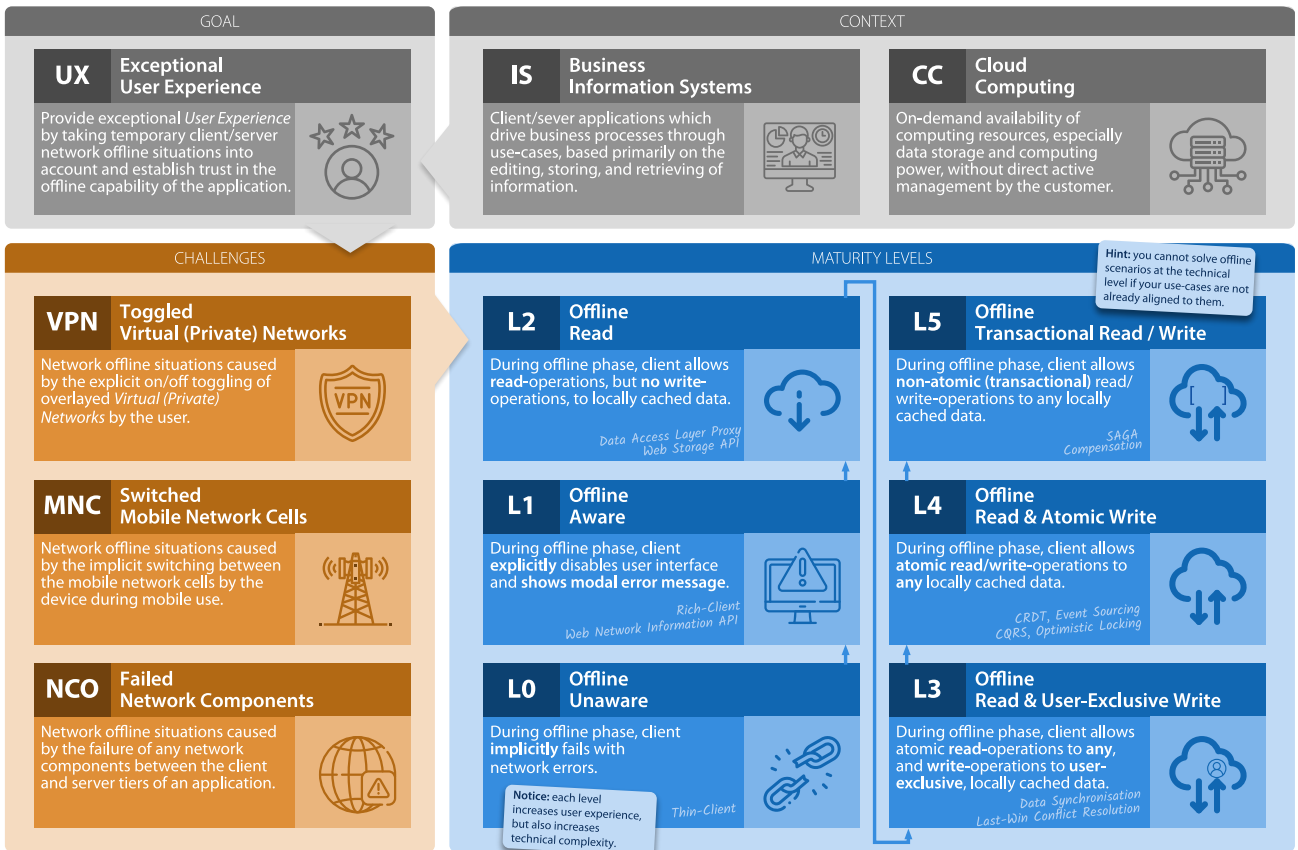 GOAL
UX
Exceptional
User Experience
Provide exceptional User Experience
by taking temporary client/server
network offline situations into
account and establish trust in the
offline capability of the application.
CONTEXT
IS
Business
Information Systems
Client/sever applications which
drive business processes through
use-cases, based primarily on the
editing, storing, and retrieving of
information.
CC
Cloud
Computing
On-demand availability of
computing resources, especially
data storage and computing
power, without direct active
management by the customer.
CHALLENGES
VPN
Toggled
Virtual (Private) Networks
Network offline situations caused
by the explicit on/off toggling of
overlayed Virtual (Private)
Networks by the user.
VPN
MNC
Switched
Mobile Network Cells
Network offline situations caused
by the implicit switching between
the mobile network cells by the
device during mobile use.
NCO
Failed
Network Components
Network offline situations caused
by the failure of any network
components between the client
and server tiers of an application.
MATURITY LEVELS
Hint: you cannot solve offline
scenarios at the technical
level if your use-cases are not
already aligned to them.
L2
Offline
Read
During offline phase, client allows
read-operations, but no write-
operations, to locally cached data.
Data Access Layer Proxy
Web Storage API
L1
Offline
Aware
During offline phase, client
explicitly disables user interface
and shows modal error message.
Rich-Client
Web Network Information API
L0
Offline
Unaware
During offline phase, client
implicitly fails with
network errors.
Thin-Client
Notice: each level
increases user experience,
but also increases
technical complexity.
L5
Offline
Transactional Read / Write
During offline phase, client allows
non-atomic (transactional) read/
write-operations to any locally
cached data.
SAGA
Compensation
[ ]
L4
Offline
Read & Atomic Write
During offline phase, client allows
atomic read/write-operations to
any locally cached data.
CRDT, Event Sourcing
CQRS, Optimistic Locking
L3
Offline
Read & User-Exclusive Write
During offline phase, client allows
atomic read-operations to any,
and write-operations to user-
exclusive, locally cached data.
Data Synchronisation
Last-Win Conflict Resolution